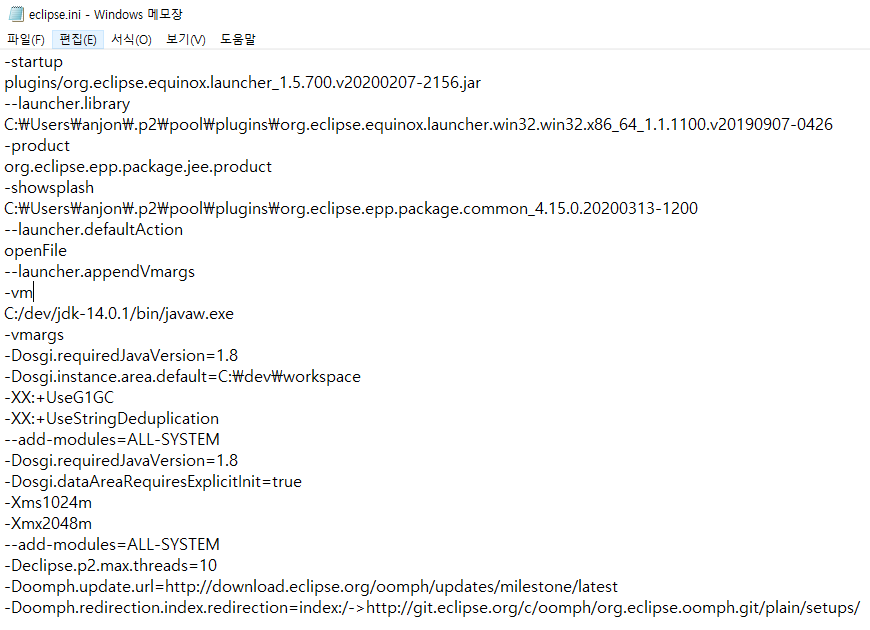 eclipse.ini - Windows 메모장
파일(F) 편집(E) 서식(O) 보기(V) 도움말
-startup
plugins/org.eclipse.equinox.launcher_1.5.700.v20200207-2156.jar
--launcher.library
C:₩Users₩anjon₩.p2₩pool₩plugins₩org.eclipse.equinox.launcher.win32.win32.x86_64_1.1.1100.v20190907-0426
-product
org.eclipse.epp.package.jee.product
-showsplash
C:₩Users₩anjon₩.p2₩pool₩plugins₩org.eclipse.epp.package.common_4.15.0.20200313-1200
--launcher.defaultAction
openFile
--launcher.appendVmargs
-vm
C:/dev/jdk-14.0.1/bin/javaw.exe
-vmargs
-Dosgi.requiredJavaVersion=1.8
-Dosgi.instance.area.default=C:₩dev₩workspace
-XX:+UseG1GC
-XX:+UseStringDeduplication
--add-modules=ALL-SYSTEM
-Dosgi.requiredJavaVersion=1.8
-Dosgi.dataAreaRequiresExplicitInit=true
-Xms1024m
-Xmx2048m
--add-modules=ALL-SYSTEM
-Declipse.p2.max.threads=10
-Doomph.update.url=http://download.eclipse.org/oomph/updates/milestone/latest
-Doomph.redirection.index.redirection=index:/->http://git.eclipse.org/c/oomph/org.eclipse.oomph.git/plain/setups/